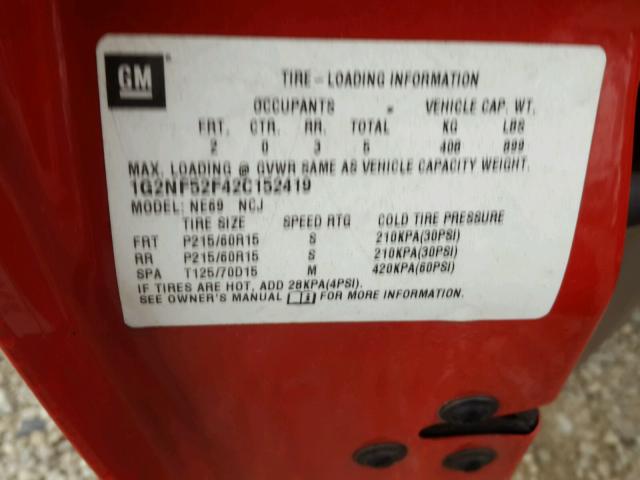 GM
TIRE-LOADING INFORMATION
OCCUPANTS VEHICLE CAP. WT.
FRT. CTR. RR. TOTAL KG LBS
2 0 3 5 408 899
MAX. LOADING @ GVWR SAME AS VEHICLE CAPACITY WEIGHT.
1G2NF52F42C152419
MODEL: NE69 NCJ
TIRE SIZE SPEED RTG COLD TIRE PRESSURE
FRT P215/60R15 S 210KPA(30PSI)
RR P215/60R15 S 210KPA(30PSI)
SPA T125/70D15 M 420KPA(60PSI)
IF TIRES ARE HOT, ADD 28KPA(4PSI).
SEE OWNER'S MANUAL FOR MORE INFORMATION.